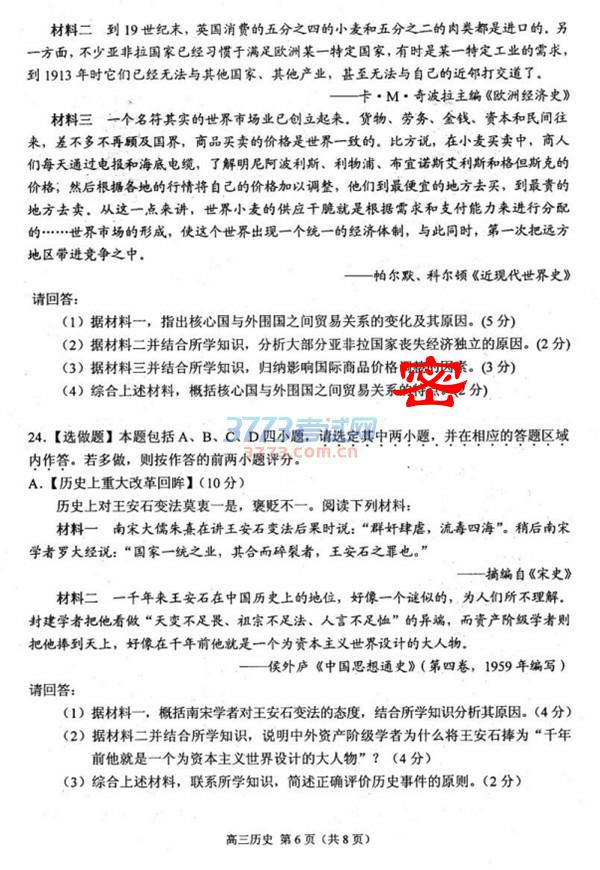 材料二 到19世纪末，英国消费的五分之四的小麦和五分之二的肉类都是进口的。另
一方面，不少亚非拉国家已经习惯于满足欧洲某一特定国家，有时是某一特定工业的需求，
到1913年时它们已经无法与其他国家、其他产业，甚至无法与自己的近邻打交道了。
——卡·M·奇波拉主编《欧洲经济史》
材料三 一个名符其实的世界市场业已创立起来。货物、劳务、金钱、资本和民间往
来，差不多不再顾及国界，商品买卖的价格是世界一致的。比方说，在小麦买卖中，商人
们每天通过电报和海底电缆，了解明尼阿波利斯、利物浦、布宜诺斯艾利斯和格但斯克的
价格，然后根据各地的行情将自己的价格加以调整，他们到最便宜的地方去买，到最贵的
地方去卖。从这一点来讲，世界小麦的供应干脆就是根据需求和支付能力来进行分配
的……世界市场的形成，使这个世界出现一个统一的经济体制，与此同时，第一次把远方
地区带进竞争之中。
——帕尔默、科尔顿《近现代世界史》
请回答：
（1）据材料一，指出核心国与外围国之间贸易关系的变化及其原因。(5 分)
（2）据材料二并结合所学知识，分析大部分亚非拉国家丧失经济独立的原因。(2 分)
（3）据材料三并结合所学知识，归纳影响国际商品价格 的因素。(3 分)
（4）综合上述材料，概括核心国与外围国之间贸易关系 (2 分)
密
3773考试网
www.3773.com.cn
24.【选做题】本题包括A、B、C、D四小题，请选定其中两小题，并在相应的答题区域
内作答。若多做，则按作答的前两小题评分。
A.【历史上重大改革回眸】（10分）
历史上对王安石变法莫衷一是，褒贬不一。阅读下列材料：
材料一 南宋大儒朱熹在讲王安石变法后果时说：“群奸肆虐，流毒四海”。稍后南宋
学者罗大经说：“国家一统之业，其合而碎裂者，王安石之罪也。”
——摘编自《宋史》
材料二 一千年来王安石在中国历史上的地位，好像一个谜似的，为人们所不理解。
封建学者把他看做“天变不足畏、祖宗不足法、人言不足恤”的异端，而资产阶级学者则
把他捧到天上，好像在千年前他就是一个为资本主义世界设计的大人物。
——侯外庐《中国思想通史》（第四卷，1959年编写）
请回答：
（1）据材料一，概括南宋学者对王安石变法的态度，结合所学知识分析其原因。（4 分）
（2）据材料二并结合所学知识，说明中外资产阶级学者为什么将王安石捧为“千年
前他就是一个为资本主义世界设计的大人物”？（4 分）
（3）综合上述材料，联系所学知识，简述正确评价历史事件的原则。（2 分）
高三历史 第6页（共8页）